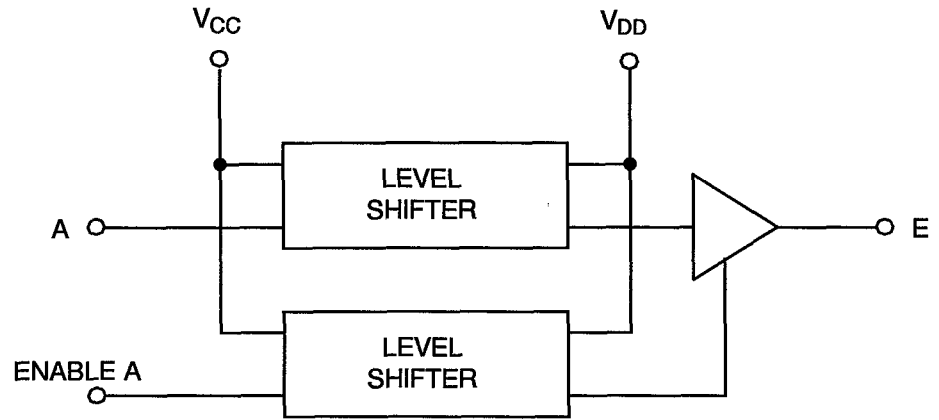 VCC
VDD
LEVEL
SHIFTER
A
E
LEVEL
SHIFTER
ENABLE A